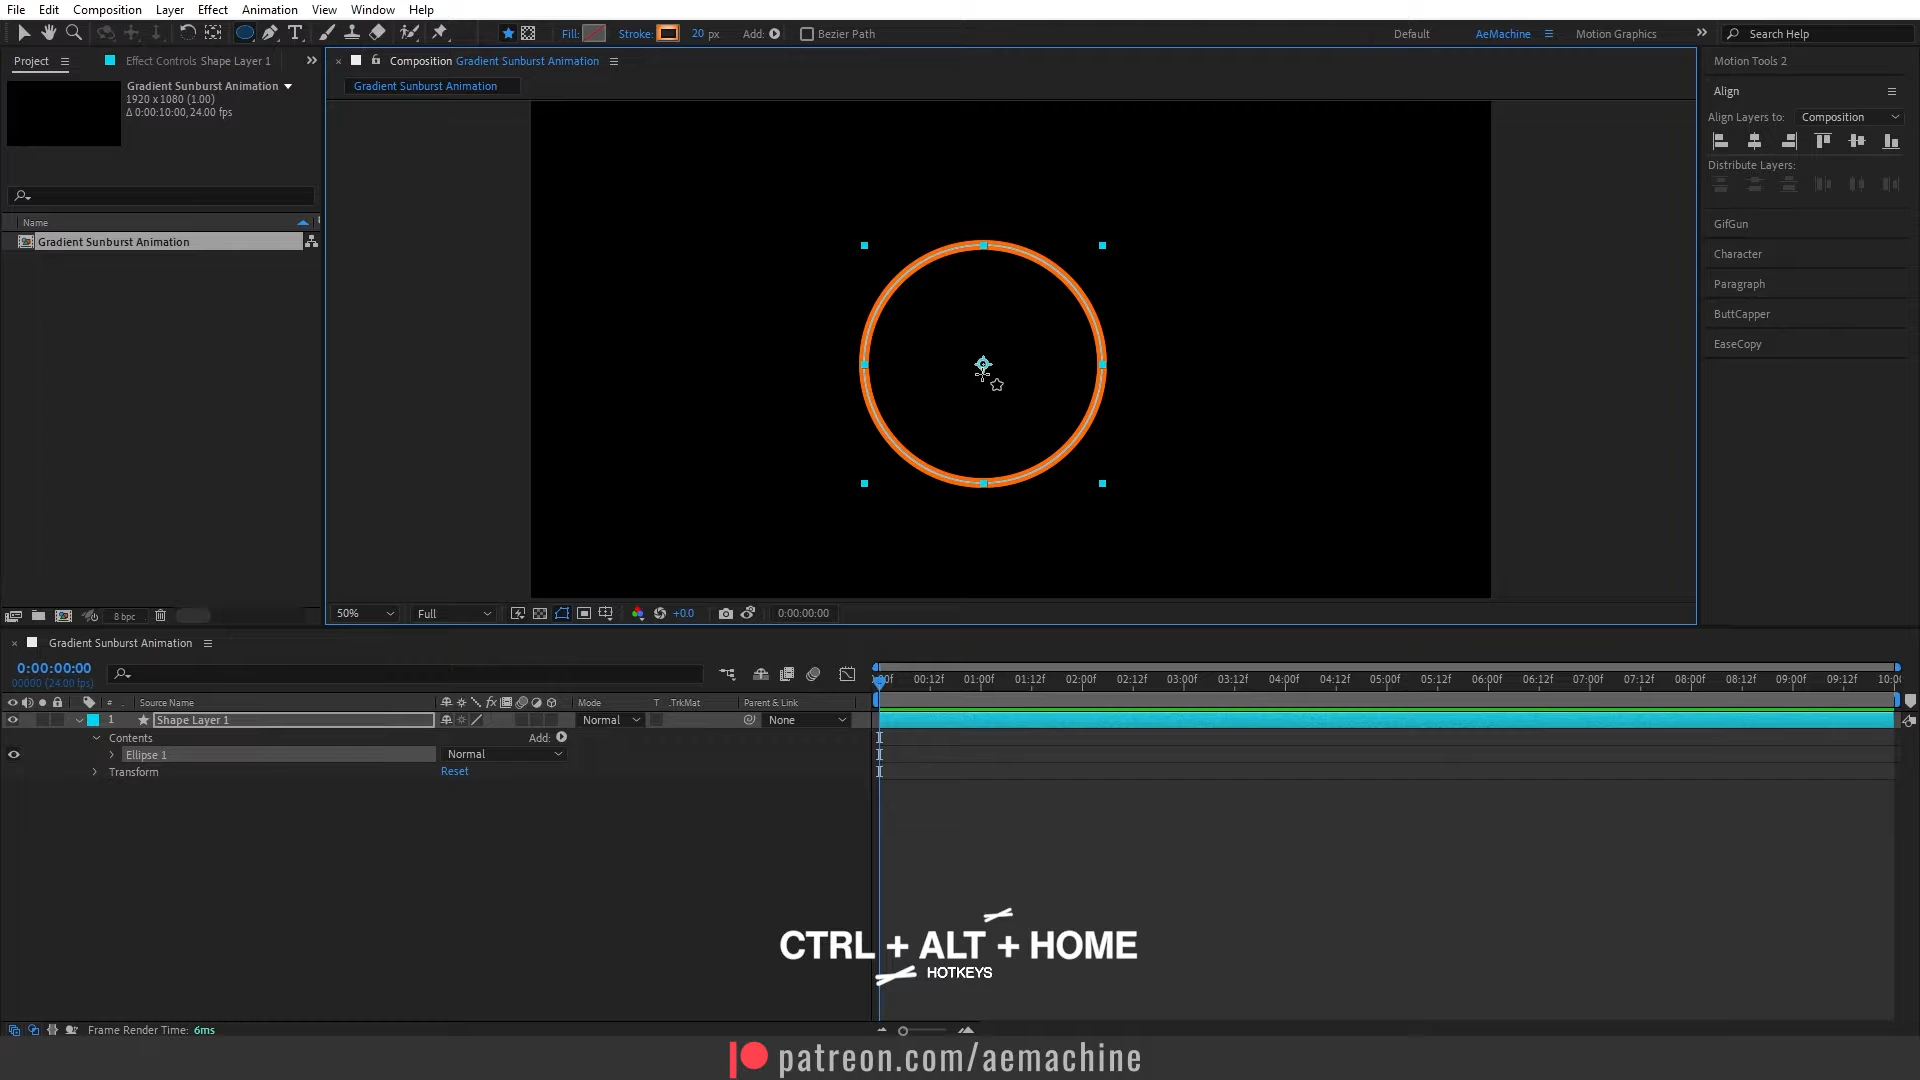 File Edit Composition Layer Effect Animation View Window Help
Fill: Stroke: 20 px Add: Bezier Path Default AeMachine Motion Graphics Search Help
Project Effect Controls Shape Layer 1
Composition Gradient Sunburst Animation
Gradient Sunburst Animation
Gradient Sunburst Animation
1920 x 1080 (1.00)
Δ 0:00:10:00, 24.00 fps
Name
Gradient Sunburst Animation
8 bpc
50% Full +0.0 0:00:00:00
Motion Tools 2
Align
Align Layers to: Composition
Distribute Layers:
GifGun
Character
Paragraph
ButtCapper
EaseCopy
Gradient Sunburst Animation
0:00:00:00
00000 (24.00 fps)
# Source Name Mode T .TrkMat Parent & Link
00f 00:12f 01:00f 01:12f 02:00f 02:12f 03:00f 03:12f 04:00f 04:12f 05:00f 05:12f 06:00f 06:12f 07:00f 07:12f 08:00f 08:12f 09:00f 09:12f 10:00
1 Shape Layer 1 Normal None
Contents Add:
Ellipse 1 Normal
Transform Reset
CTRL + ALT + HOME
HOTKEYS
Frame Render Time: 6ms
patreon.com/aemachine